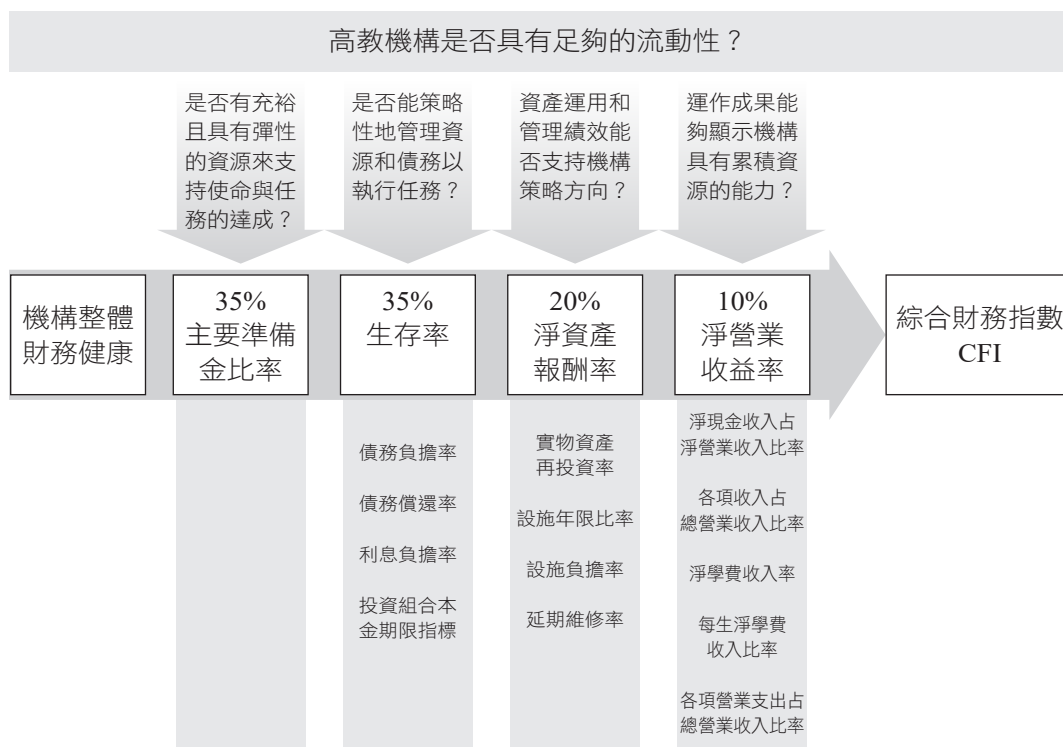 高教機構是否具有足夠的流動性？
是否有充裕
且具有彈性
的資源來支
持使命與任
務的達成？
是否能策略
性地管理資
源和債務以
執行任務？
資產運用和
管理績效能
否支持機構
策略方向？
運作成果能
夠顯示機構
具有累積資
源的能力？
機構整體
財務健康
35%
主要準備
金比率
35%
生存率
20%
淨資產
報酬率
10%
淨營業
收益率
綜合財務指數
CFI
債務負擔率
債務償還率
利息負擔率
投資組合本
金期限指標
實物資產
再投資率
設施年限比率
設施負擔率
延期維修率
淨現金收入占
淨營業收入比率
各項收入占
總營業收入比率
淨學費收入率
每生淨學費
收入比率
各項營業支出占
總營業收入比率